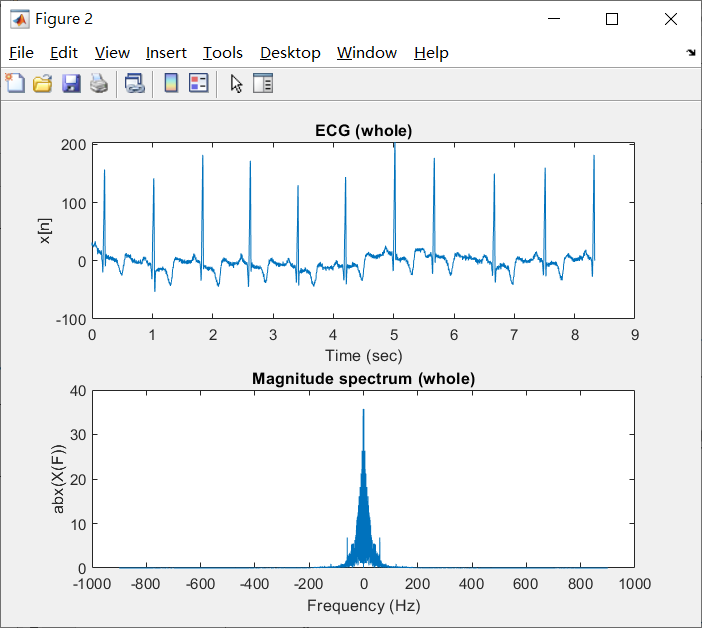 Figure 2
File Edit View Insert Tools Desktop Window Help
ECG (whole)
200
100
0
-100
x[n]
0 1 2 3 4 5 6 7 8 9
Time (sec)
Magnitude spectrum (whole)
40
30
20
10
0
abx(X(F))
-1000 -800 -600 -400 -200 0 200 400 600 800 1000
Frequency (Hz)